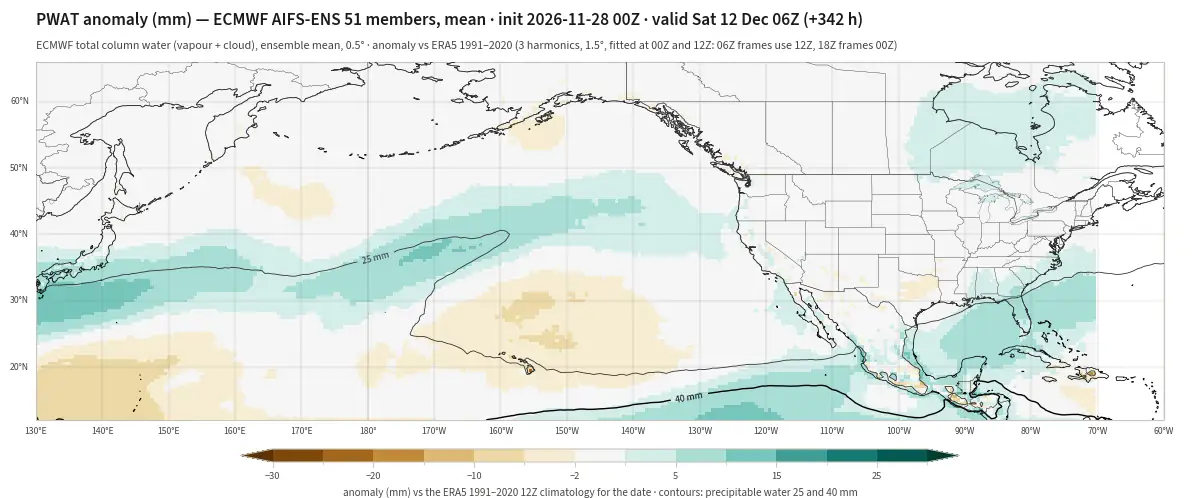 PWAT anomaly (mm) — ECMWF AIFS-ENS 51 members, mean · init 2026-11-28 00Z · valid Sat 12 Dec 06Z (+342 h)
ECMWF total column water (vapour + cloud), ensemble mean, 0.5° · anomaly vs ERA5 1991–2020 (3 harmonics, 1.5°, fitted at 00Z and 12Z: 06Z frames use 12Z, 18Z frames 00Z)
60°N
50°N
40°N
30°N
20°N
25 mm
40 mm
130°E 140°E 150°E 160°E 170°E 180° 170°W 160°W 150°W 140°W 130°W 120°W 110°W 100°W 90°W 80°W 70°W 60°W
−30 −20 −10 −2 5 15 25
anomaly (mm) vs the ERA5 1991–2020 12Z climatology for the date · contours: precipitable water 25 and 40 mm